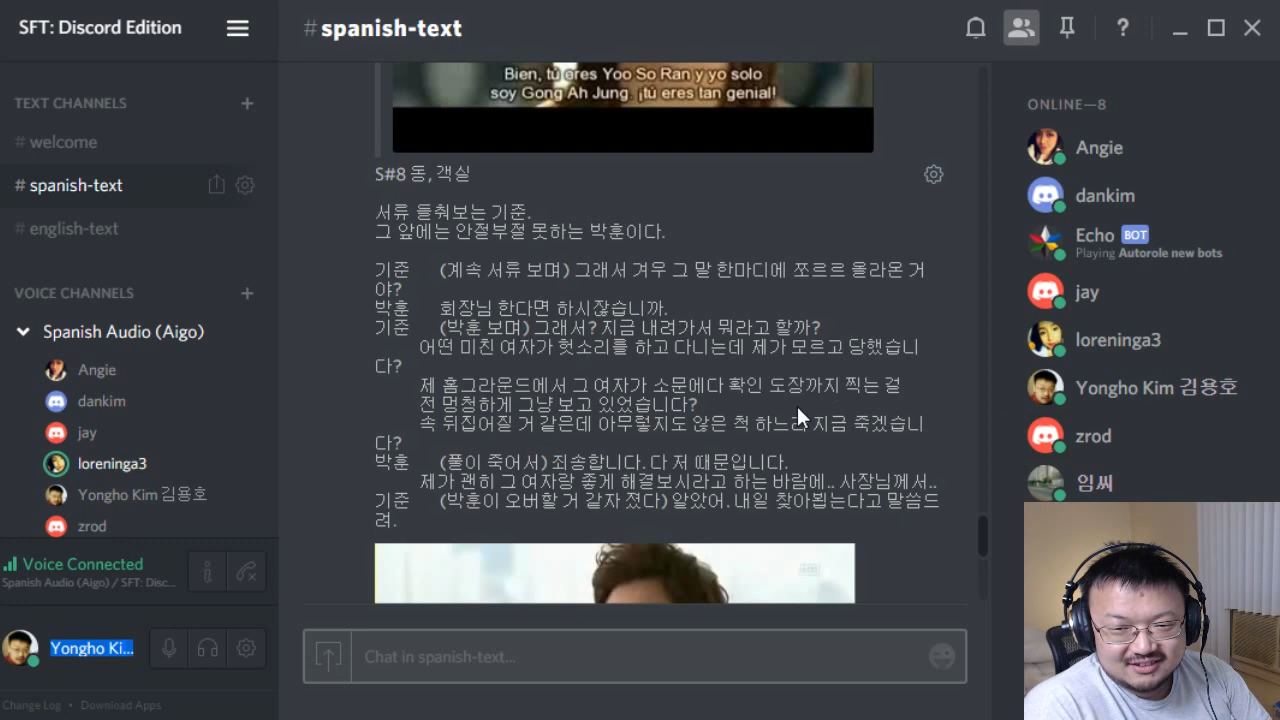 SFT: Discord Edition
TEXT CHANNELS
# welcome
# spanish-text
# english-text
VOICE CHANNELS
Spanish Audio (Aigo)
Angie
dankim
jay
loreninga3
Yongho Kim 김용호
zrod
Voice Connected
Spanish Audio (Aigo) / SFT: Disc...
Yongho Ki...
Change Log • Download Apps
# spanish-text
Bien, tú eres Yoo So Ran y yo solo
soy Gong Ah Jung. ¡tú eres tan genial!
S#8 동, 객실
서류 들춰보는 기준.
그 앞에는 안절부절 못하는 박훈이다.
기준 (계속 서류 보며) 그래서 겨우 그 말 한마디에 쪼르르 올라온 거
야?
박훈 회장님 한다면 하시잖습니까.
기준 (박훈 보며) 그래서? 지금 내려가서 뭐라고 할까?
어떤 미친 여자가 헛소리를 하고 다니는데 제가 모르고 당했습니
다?
제 홈그라운드에서 그 여자가 소문에다 확인 도장까지 찍는 걸
전 멍청하게 그냥 보고 있었습니다?
속 뒤집어질 거 같은데 아무렇지도 않은 척 하느라 지금 죽겠습니
다?
박훈 (풀이 죽어서) 죄송합니다. 다 저 때문입니다.
제가 괜히 그 여자랑 좋게 해결보시라고 하는 바람에.. 사장님께서..
기준 (박훈이 오버할 거 같자 졌다) 알았어. 내일 찾아뵙는다고 말씀드
려.
Chat in spanish-text...
ONLINE—8
Angie
dankim
Echo BOT
Playing Autorole new bots
jay
loreninga3
Yongho Kim 김용호
zrod
임씨